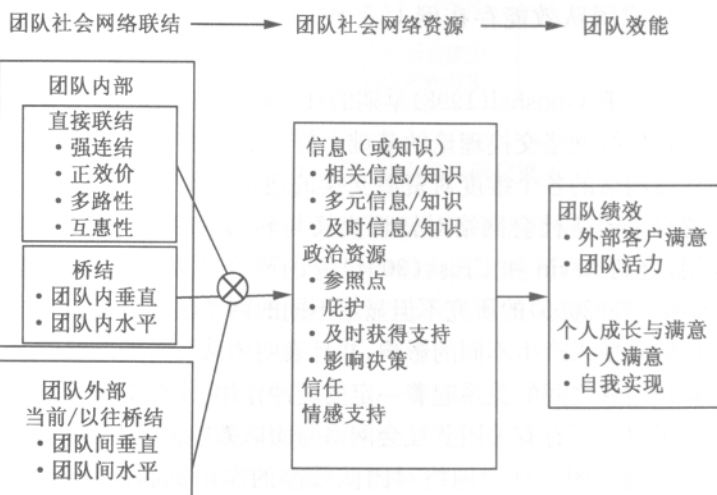 团队社会网络联结
团队社会网络资源
团队效能
团队内部
直接联结
・强连结
・正效价
・多路性
・互惠性
桥结
・团队内垂直
・团队内水平
团队外部
当前/以往桥结
・团队间垂直
・团队间水平
信息（或知识）
・相关信息/知识
・多元信息/知识
・及时信息/知识
政治资源
・参照点
・庇护
・及时获得支持
・影响决策
信任
情感支持
团队绩效
・外部客户满意
・团队活力
个人成长与满意
・个人满意
・自我实现